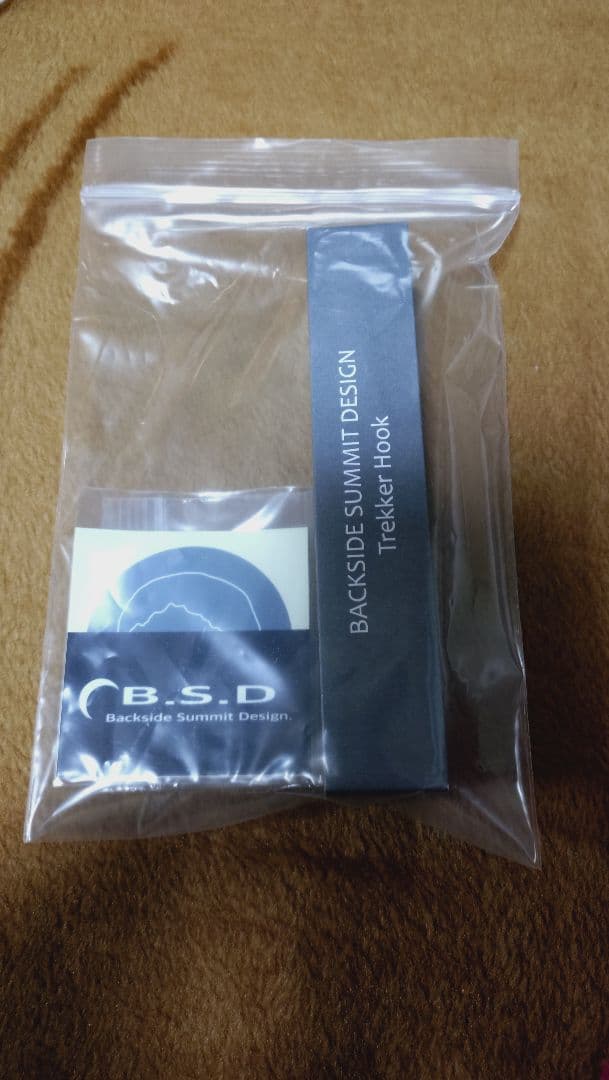 BACKSIDE SUMMIT DESIGN
Trekker Hook
B.S.D
Backside Summit Design.